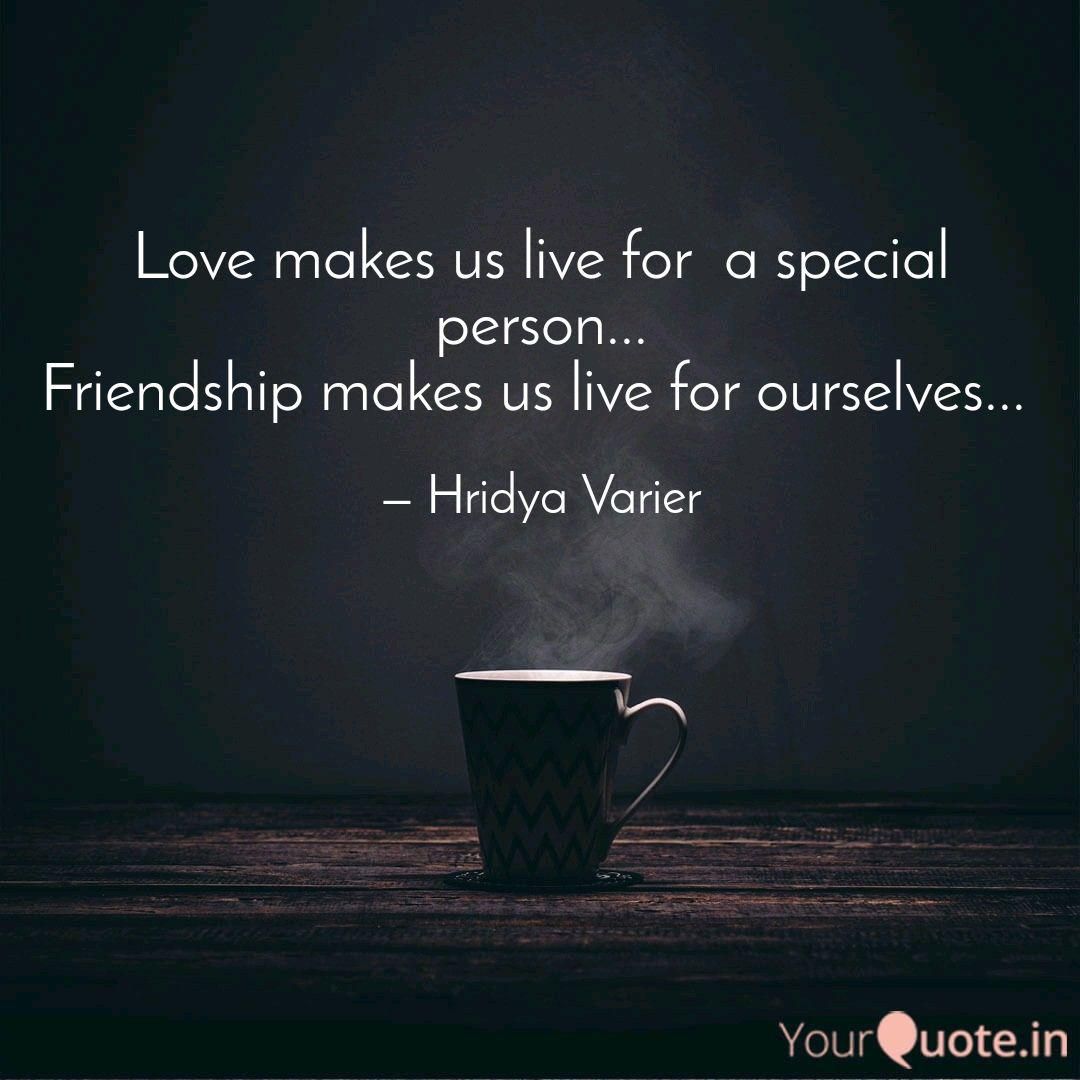 Love makes us live for  a special
person...
Friendship makes us live for ourselves...
— Hridya Varier
YourQuote.in